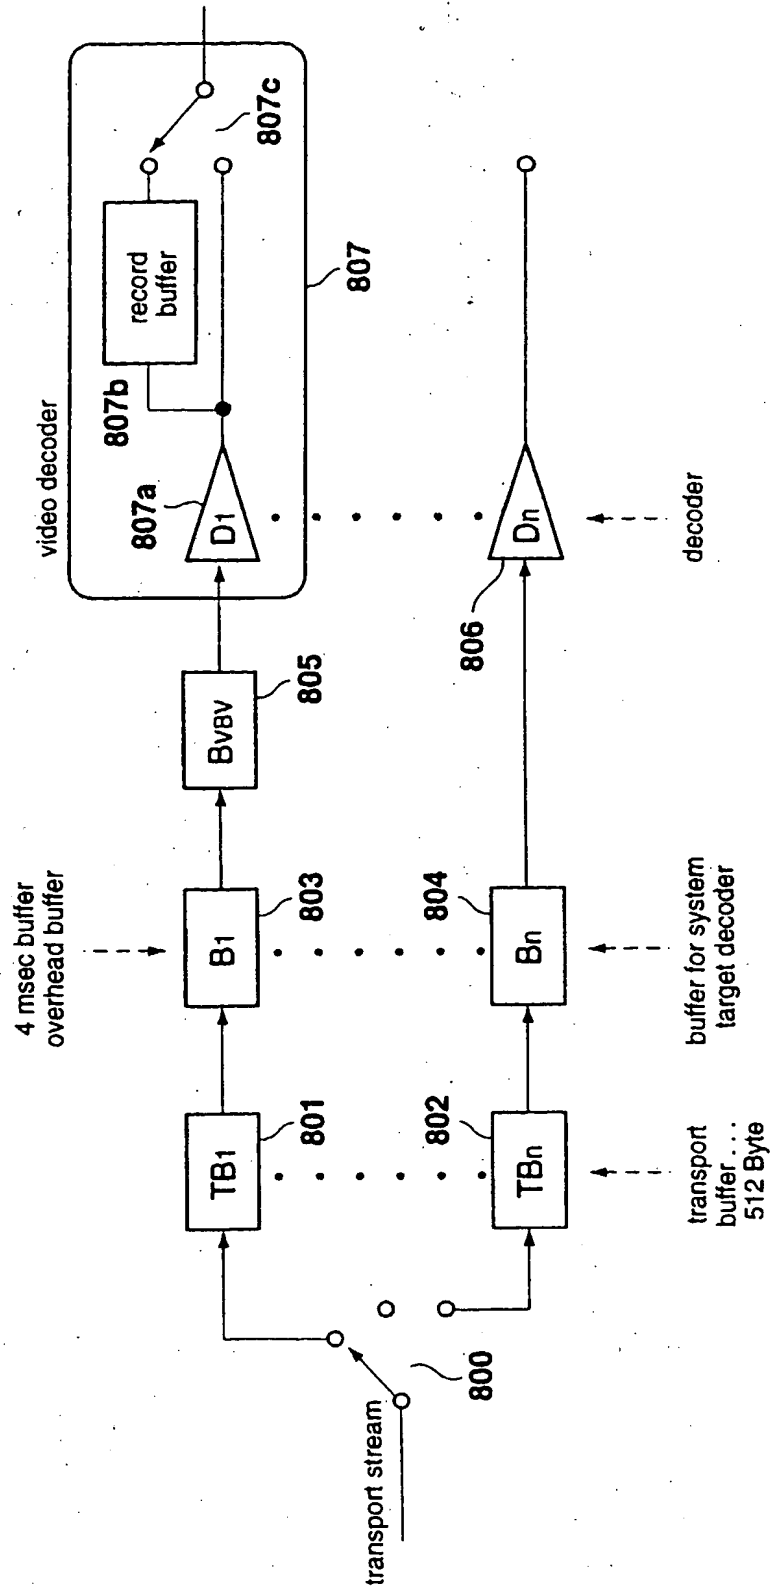 transport stream
800
TB1
801
TBn
802
transport
buffer...
512 Byte
4 msec buffer
overhead buffer
B1
803
Bn
804
buffer for system
target decoder
BVBV
805
video decoder
D1
807a
807b
record
buffer
807c
807
Dn
806
decoder